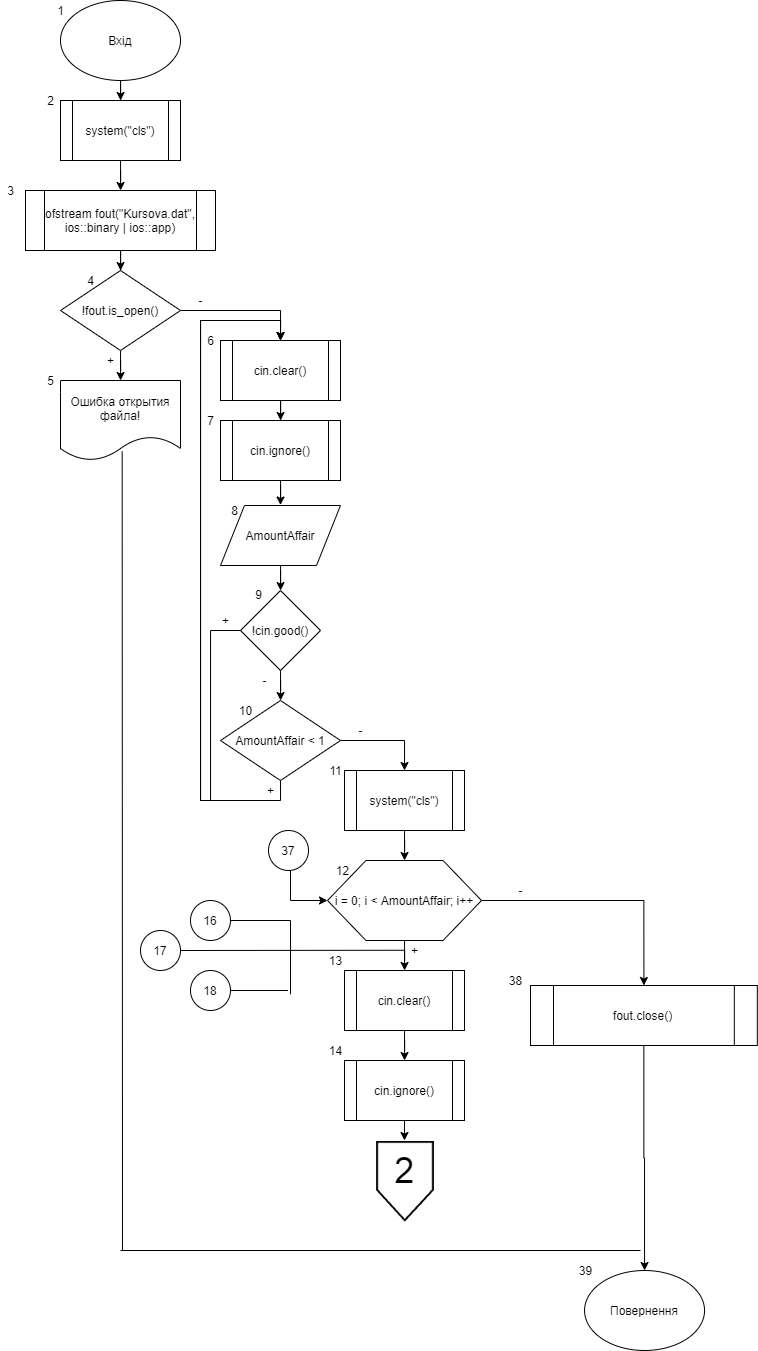 1
Вхід
2
system("cls")
3
ofstream fout("Kursova.dat",
ios::binary | ios::app)
4
!fout.is_open()
-
+
5
Ошибка открытия
файла!
6
cin.clear()
7
cin.ignore()
8
AmountAffair
9
!cin.good()
+
-
10
AmountAffair < 1
-
+
11
system("cls")
37
12
i = 0; i < AmountAffair; i++
-
16
17
18
+
13
cin.clear()
38
fout.close()
14
cin.ignore()
2
39
Повернення